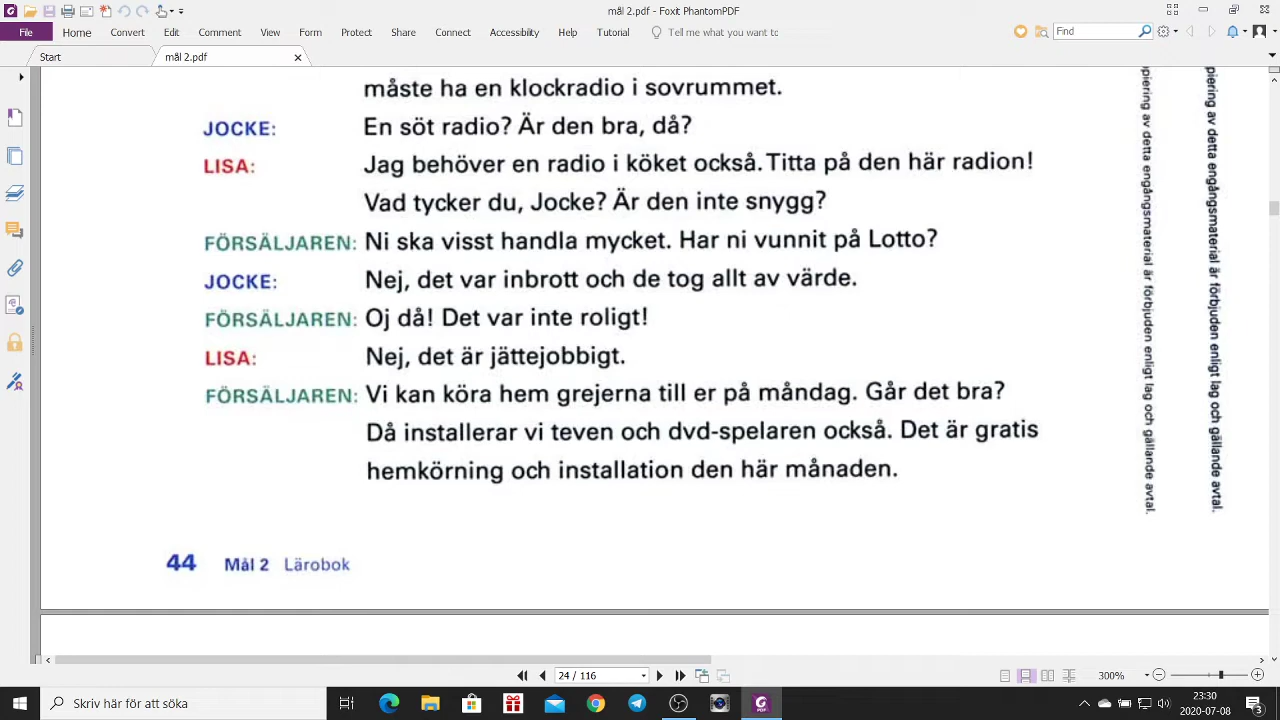 mål 2.pdf - Foxit PhantomPDF
File Home Convert Edit Comment View Form Protect Share Connect Accessibility Help Tutorial Tell me what you want to Find
Start mål 2.pdf
måste ha en klockradio i sovrummet.
JOCKE: En söt radio? Är den bra, då?
LISA: Jag behöver en radio i köket också. Titta på den här radion!
Vad tycker du, Jocke? Är den inte snygg?
FÖRSÄLJAREN: Ni ska visst handla mycket. Har ni vunnit på Lotto?
JOCKE: Nej, det var inbrott och de tog allt av värde.
FÖRSÄLJAREN: Oj då! Det var inte roligt!
LISA: Nej, det är jättejobbigt.
FÖRSÄLJAREN: Vi kan köra hem grejerna till er på måndag. Går det bra?
Då installerar vi teven och dvd-spelaren också. Det är gratis
hemkörning och installation den här månaden.
44 Mål 2 Lärobok
piering av detta engångsmaterial är förbjuden enligt lag och gällande avtal.
piering av detta engångsmaterial är förbjuden enligt lag och gällande avtal.
24 / 116 300%
Skriv här för att söka 23:30
2020-07-08